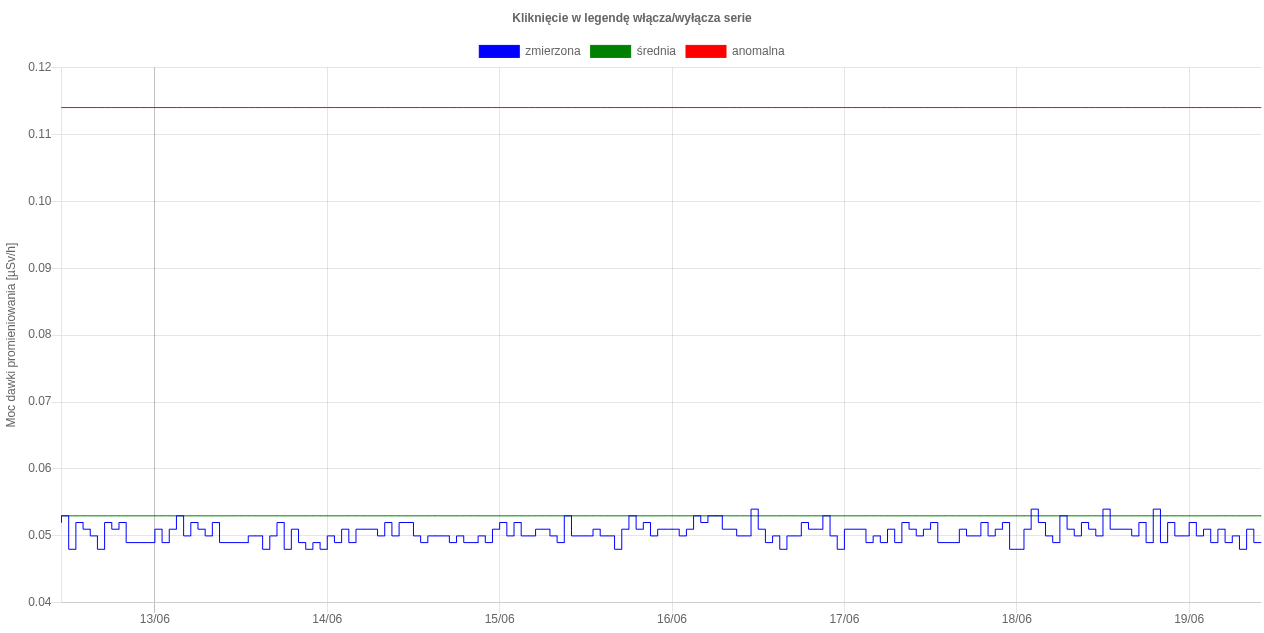 Kliknięcie w legendę włącza/wyłącza serie
zmierzona średnia anomalna
Moc dawki promieniowania [µSv/h]
0.12
0.11
0.10
0.09
0.08
0.07
0.06
0.05
0.04
13/06 14/06 15/06 16/06 17/06 18/06 19/06